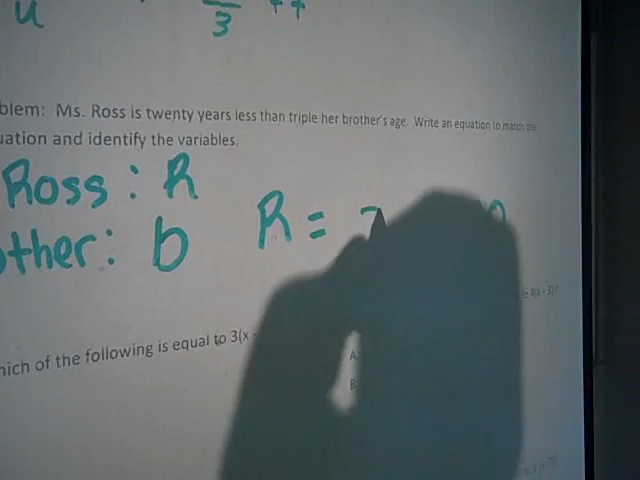 u
3
blem: Ms. Ross is twenty years less than triple her brother's age. Write an equation to match the
uation and identify the variables.
Ross: R
other: b
R =
hich of the following is equal to 3(x
A
B